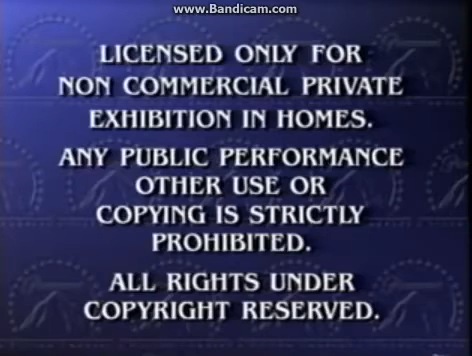 www.Bandicam.com
LICENSED ONLY FOR
NON COMMERCIAL PRIVATE
EXHIBITION IN HOMES.
ANY PUBLIC PERFORMANCE
OTHER USE OR
COPYING IS STRICTLY
PROHIBITED.
ALL RIGHTS UNDER
COPYRIGHT RESERVED.